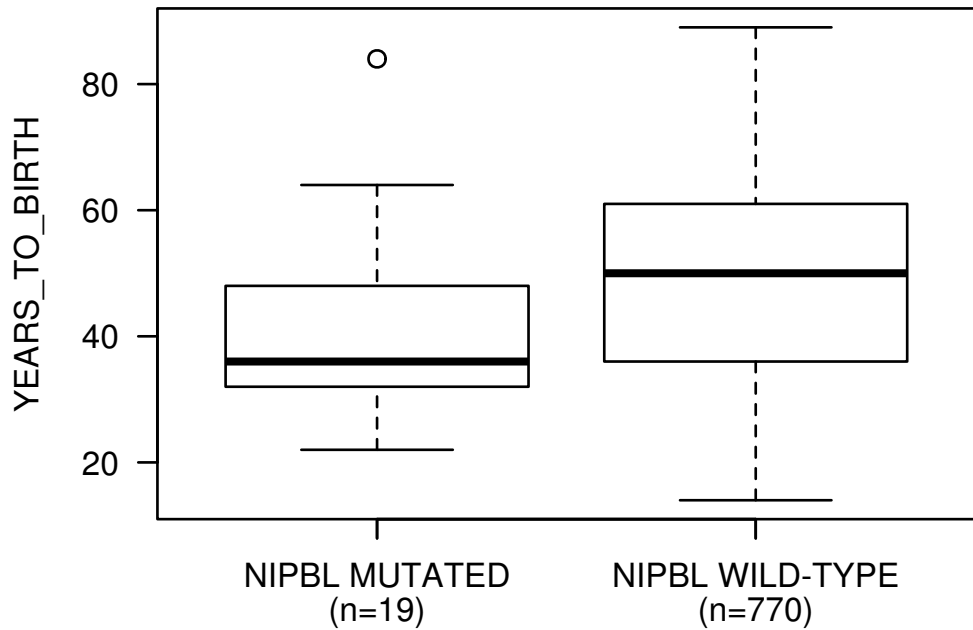 YEARS_TO_BIRTH
80
60
40
20
NIPBL MUTATED
(n=19)
NIPBL WILD-TYPE
(n=770)